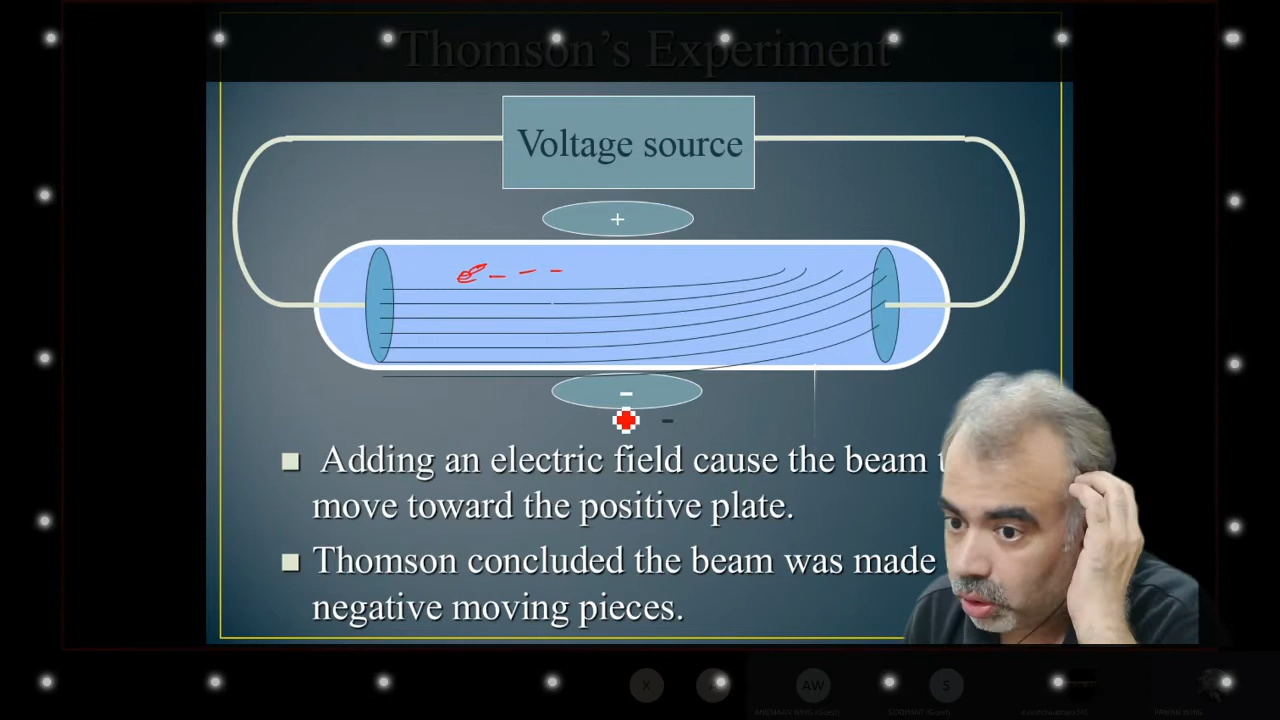 Thomson's Experiment
Voltage source
+
-
-
Adding an electric field cause the beam
move toward the positive plate.
Thomson concluded the beam was made
negative moving pieces.
X
AW
S